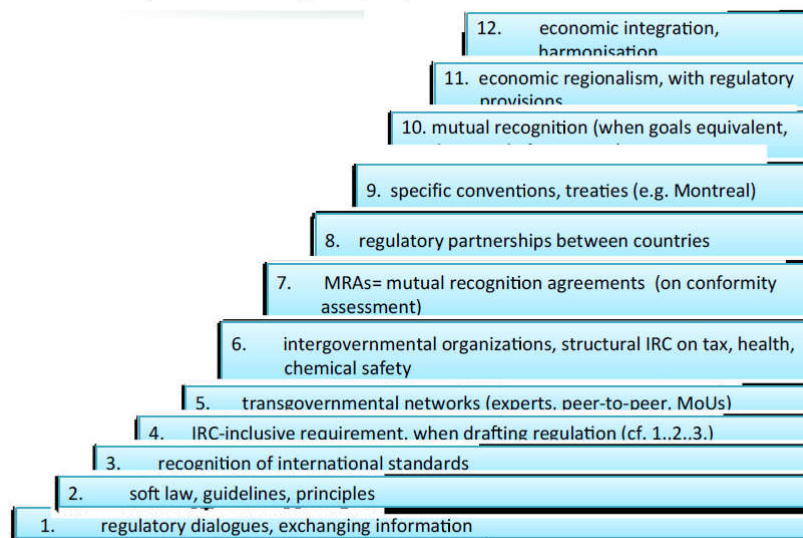 12. economic integration,
harmonisation
11. economic regionalism, with regulatory
provisions
10. mutual recognition (when goals equivalent,
9. specific conventions, treaties (e.g. Montreal)
8. regulatory partnerships between countries
7. MRAs= mutual recognition agreements (on conformity
assessment)
6. intergovernmental organizations, structural IRC on tax, health,
chemical safety
5. transgovernmental networks (experts, peer-to-peer, MoUs)
4. IRC-inclusive requirement, when drafting regulation (cf. 1..2..3.)
3. recognition of international standards
2. soft law, guidelines, principles
1. regulatory dialogues, exchanging information